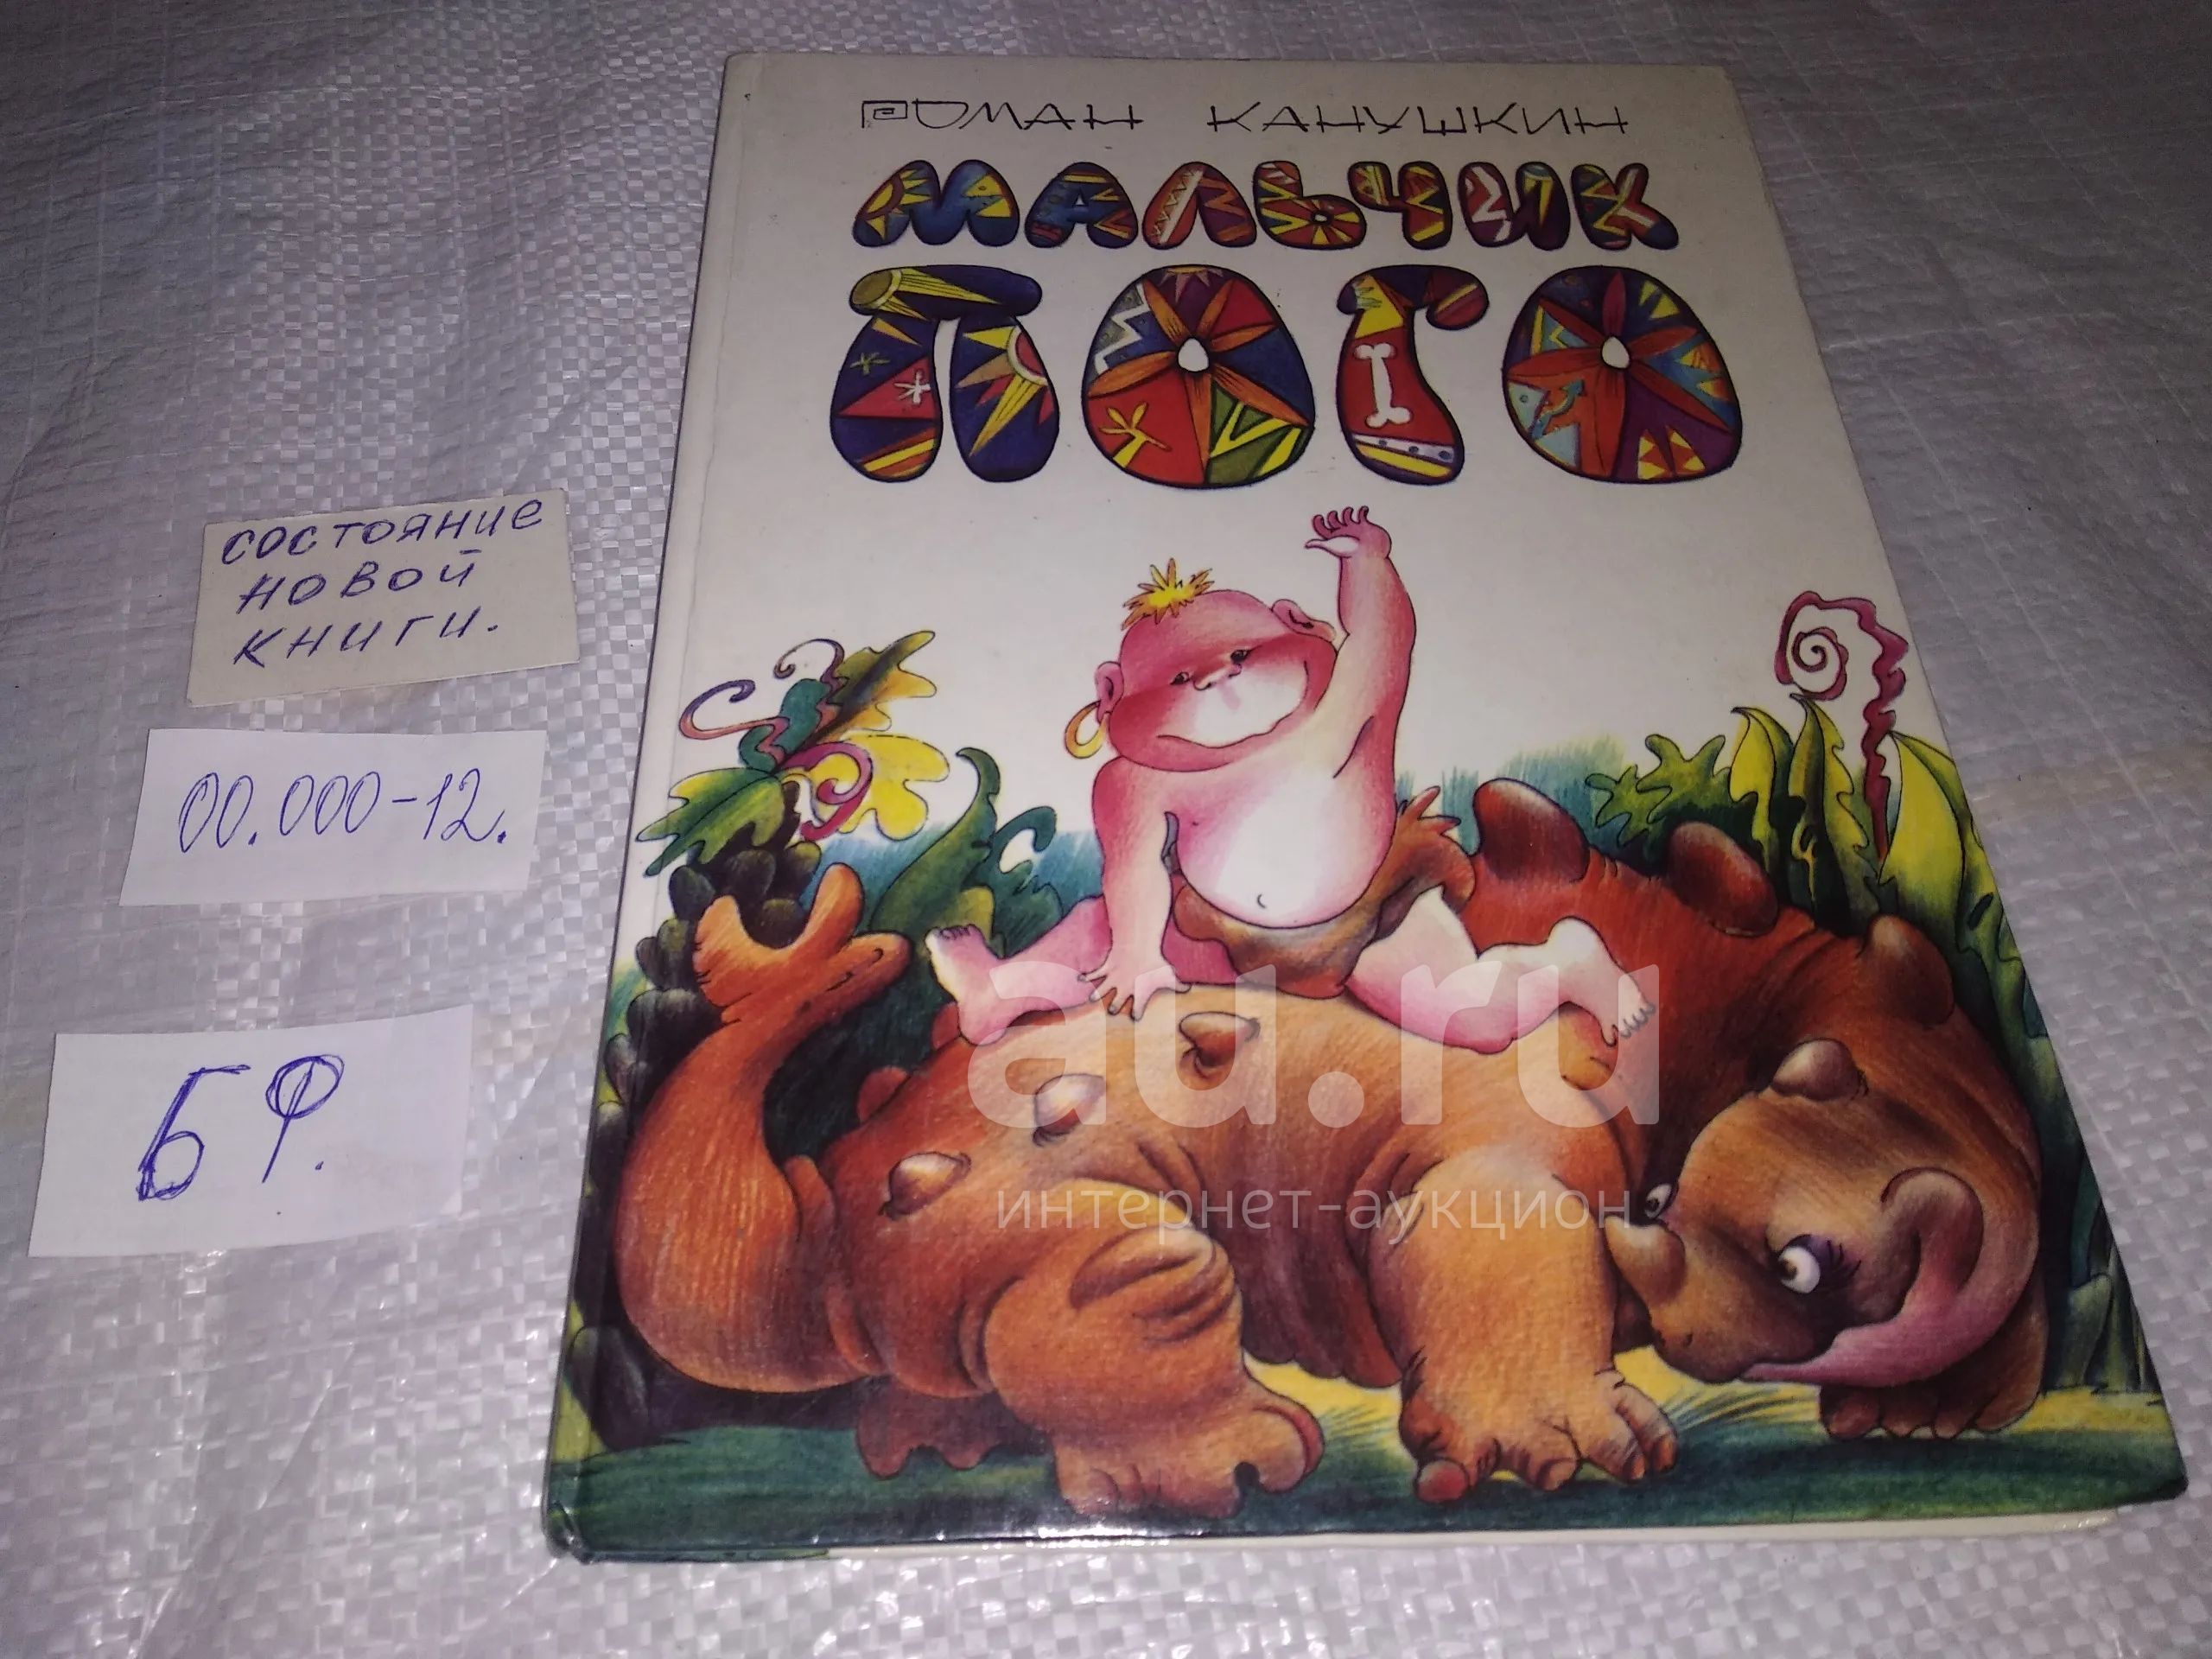 РОМАН КАНУШКИН
МАЛЬЧИК
ЛОГО
состояние
новой
книги.
00.000-12.
БФ.
au.ru
интернет-аукцион